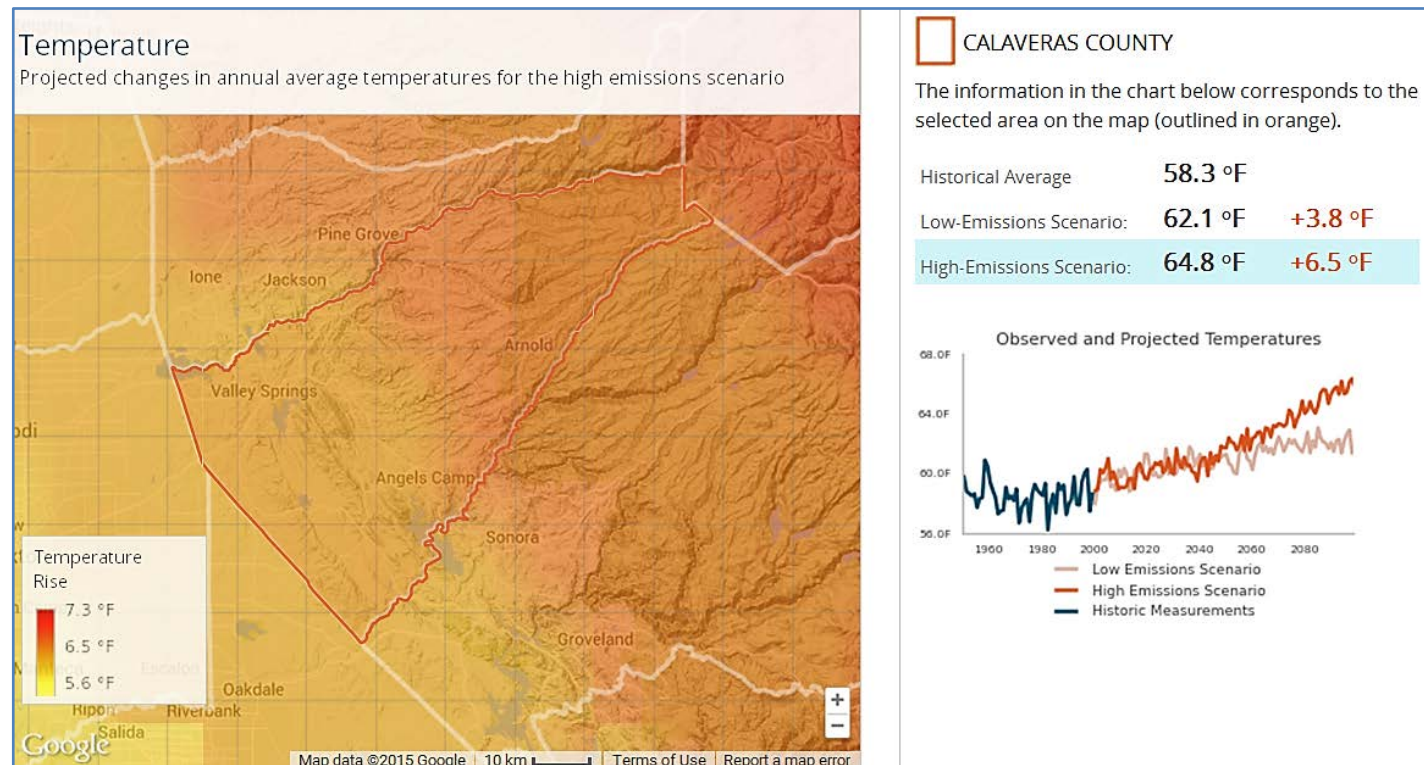 Temperature
Projected changes in annual average temperatures for the high emissions scenario
Pine Grove
Ione
Jackson
Arnold
Valley Springs
Angels Camp
Sonora
Groveland
Temperature
Rise
7.3 °F
6.5 °F
5.6 °F
Escalon
Oakdale
Ripon
Riverbank
Salida
Google
+
−
Map data ©2015 Google
10 km
Terms of Use
Report a map error
CALAVERAS COUNTY
The information in the chart below corresponds to the
selected area on the map (outlined in orange).
Historical Average 58.3 °F
Low-Emissions Scenario: 62.1 °F +3.8 °F
High-Emissions Scenario: 64.8 °F +6.5 °F
Observed and Projected Temperatures
68.0F
64.0F
60.0F
56.0F
1960 1980 2000 2020 2040 2060 2080
Low Emissions Scenario
High Emissions Scenario
Historic Measurements